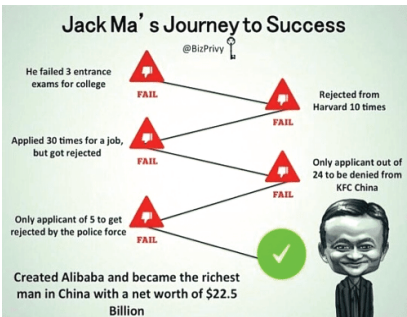 Jack Ma's Journey to Success
@BizPrivy
He failed 3 entrance
exams for college
FAIL
Rejected from
Harvard 10 times
FAIL
Applied 30 times for a job,
but got rejected
FAIL
Only applicant out of
24 to be denied from
KFC China
FAIL
Only applicant of 5 to get
rejected by the police force
FAIL
Created Alibaba and became the richest
man in China with a net worth of $22.5
Billion